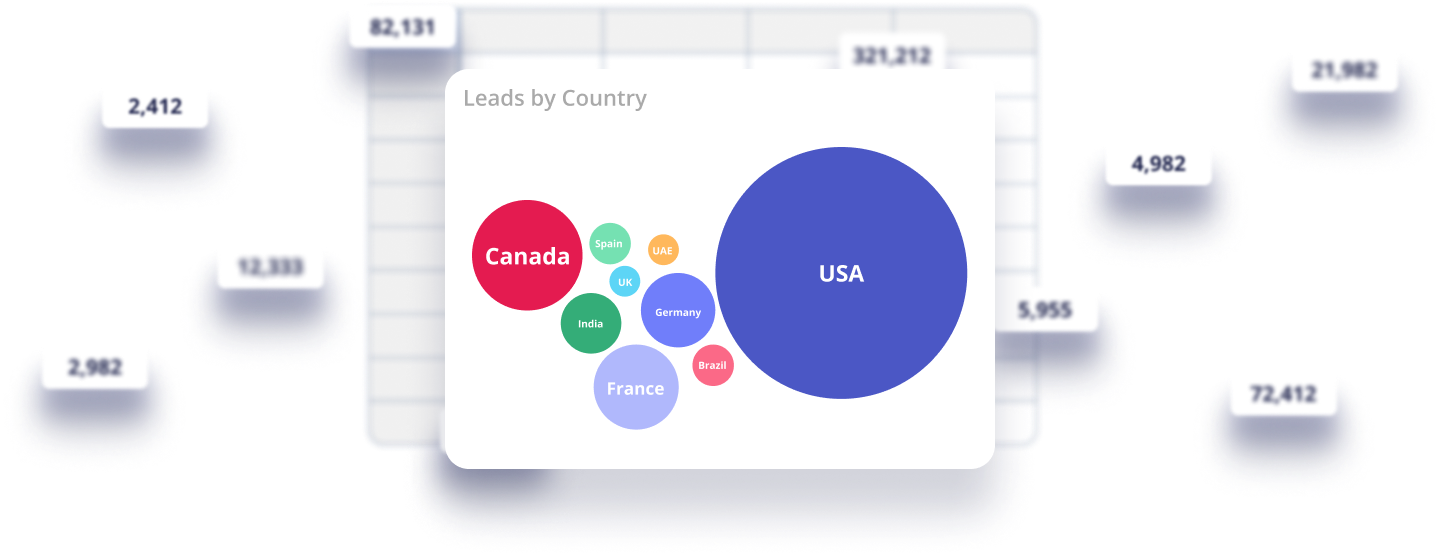 82,131
321,212
21,982
2,412
Leads by Country
4,982
Canada
Spain
UAE
12,333
USA
UK
5,955
Germany
India
2,982
Brazil
France
72,412